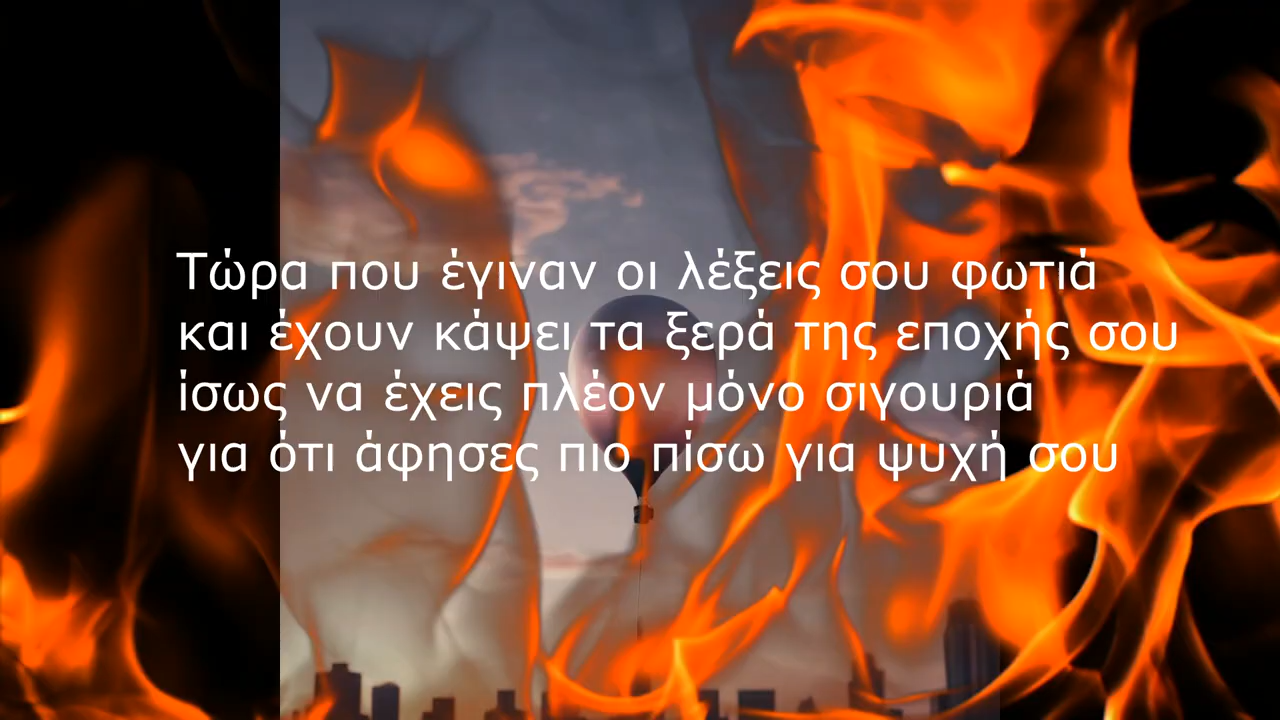 Τώρα που έγιναν οι λέξεις σου φωτιά
και έχουν κάψει τα ξερά της εποχής σου
ίσως να έχεις πλέον μόνο σιγουριά
για ότι άφησες πιο πίσω για ψυχή σου